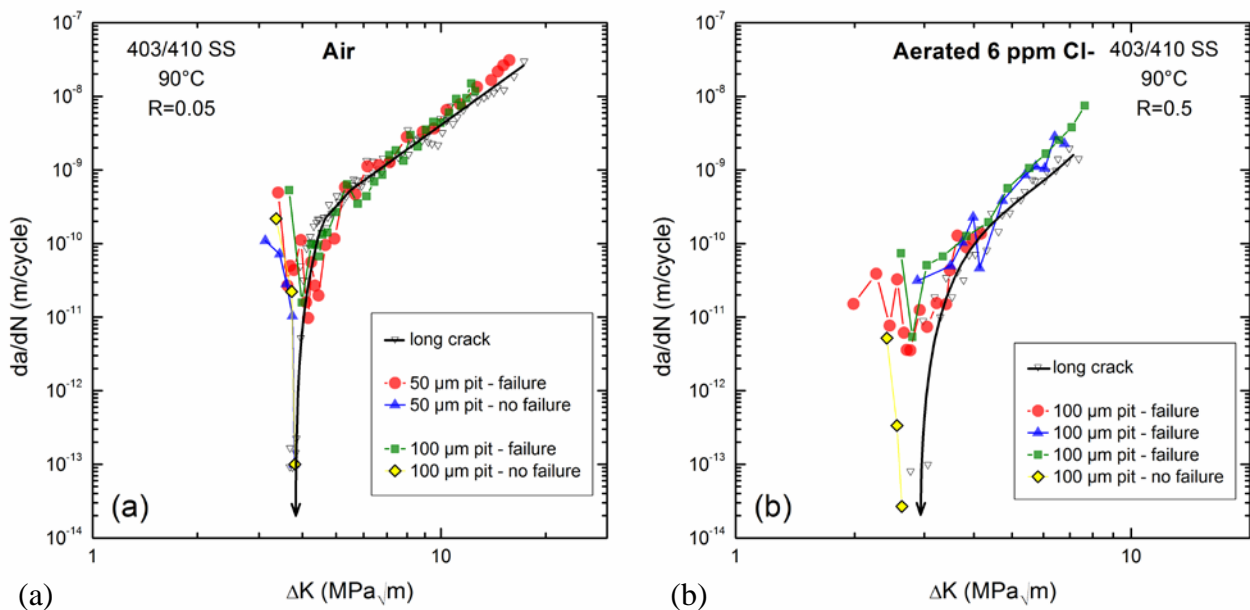 403/410 SS
90°C
R=0.05
Air
da/dN (m/cycle)
10⁻⁷
10⁻⁸
10⁻⁹
10⁻¹⁰
10⁻¹¹
10⁻¹²
10⁻¹³
10⁻¹⁴
long crack
50 µm pit - failure
50 µm pit - no failure
100 µm pit - failure
100 µm pit - no failure
(a)
1
10
ΔK (MPa√m)
(a)
Aerated 6 ppm Cl-
403/410 SS
90°C
R=0.5
da/dN (m/cycle)
10⁻⁷
10⁻⁸
10⁻⁹
10⁻¹⁰
10⁻¹¹
10⁻¹²
10⁻¹³
10⁻¹⁴
long crack
100 µm pit - failure
100 µm pit - failure
100 µm pit - failure
100 µm pit - no failure
(b)
1
10
ΔK (MPa√m)
(b)